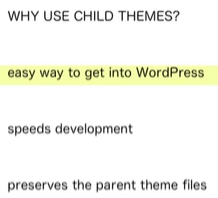 WHY USE CHILD THEMES?
easy way to get into WordPress
speeds development
preserves the parent theme files